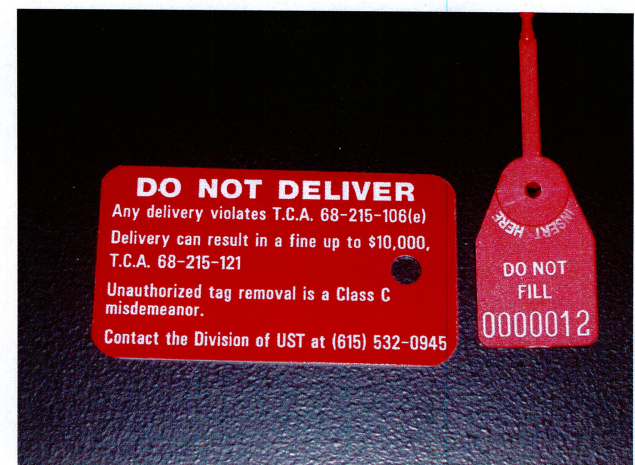 DO NOT DELIVER
Any delivery violates T.C.A. 68-215-106(e)
Delivery can result in a fine up to $10,000,
T.C.A. 68-215-121
Unauthorized tag removal is a Class C
misdemeanor.
Contact the Division of UST at (615) 532-0945
INSERT HERE
DO NOT
FILL
0000012